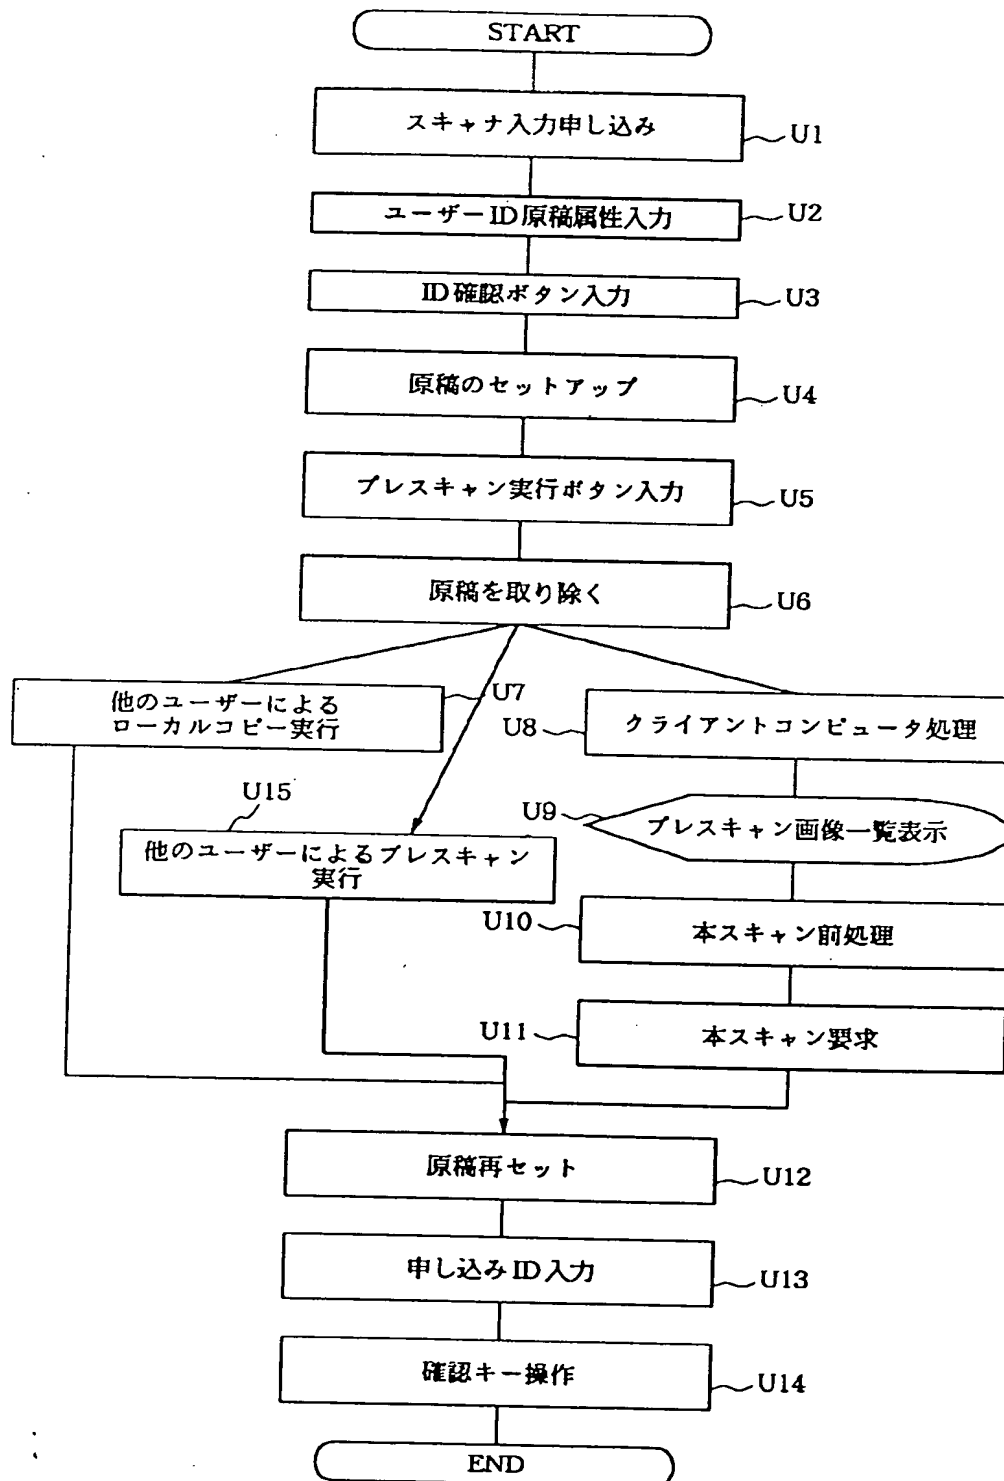 START
スキャナ入力申し込み
U1
ユーザーID原稿属性入力
U2
ID確認ボタン入力
U3
原稿のセットアップ
U4
プレスキャン実行ボタン入力
U5
原稿を取り除く
U6
他のユーザーによる
ローカルコピー実行
U7
U8
クライアントコンピュータ処理
U9
プレスキャン画像一覧表示
U15
他のユーザーによるプレスキャン
実行
U10
本スキャン前処理
U11
本スキャン要求
原稿再セット
U12
申し込みID入力
U13
確認キー操作
U14
END